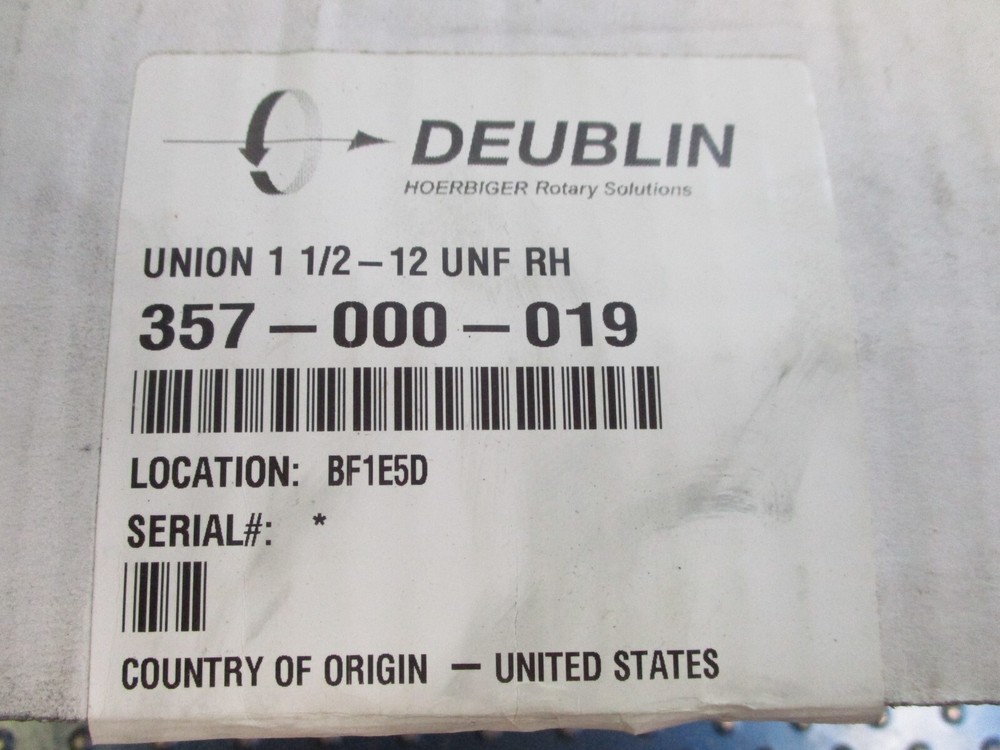 DEUBLIN
HOERBIGER Rotary Solutions
UNION 1 1/2 – 12 UNF RH
357 – 000 – 019
LOCATION: BF1E5D
SERIAL#: *
COUNTRY OF ORIGIN – UNITED STATES